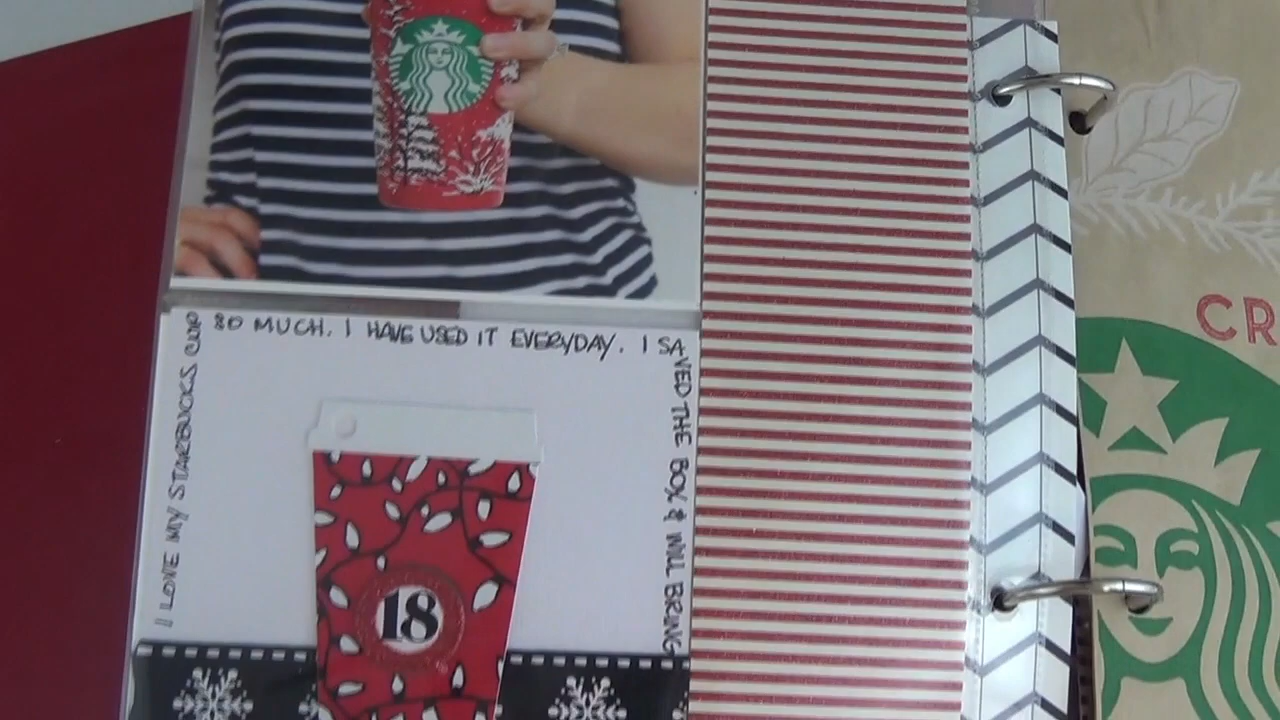 I LOVE MY STARBUCKS CUP
SO MUCH. I HAVE USED IT EVERYDAY. I SA
VED THE BOX & WILL BRING
18
CR